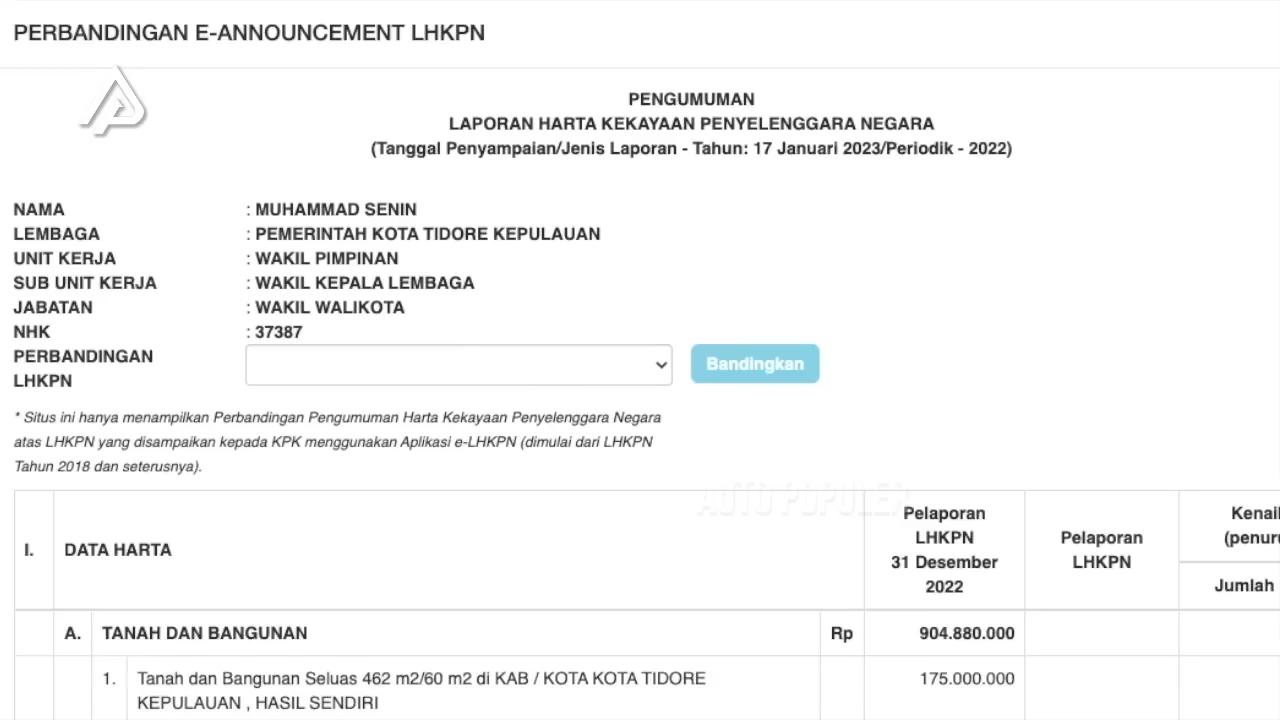 PERBANDINGAN E-ANNOUNCEMENT LHKPN
PENGUMUMAN
LAPORAN HARTA KEKAYAAN PENYELENGGARA NEGARA
(Tanggal Penyampaian/Jenis Laporan - Tahun: 17 Januari 2023/Periodik - 2022)
NAMA : MUHAMMAD SENIN
LEMBAGA : PEMERINTAH KOTA TIDORE KEPULAUAN
UNIT KERJA : WAKIL PIMPINAN
SUB UNIT KERJA : WAKIL KEPALA LEMBAGA
JABATAN : WAKIL WALIKOTA
NHK : 37387
PERBANDINGAN
LHKPN
Bandingkan
* Situs ini hanya menampilkan Perbandingan Pengumuman Harta Kekayaan Penyelenggara Negara
atas LHKPN yang disampaikan kepada KPK menggunakan Aplikasi e-LHKPN (dimulai dari LHKPN
Tahun 2018 dan seterusnya).
AUTO POPULER
I. DATA HARTA
Pelaporan
LHKPN
31 Desember
2022
Pelaporan
LHKPN
Kenai
(penuru
Jumlah
A. TANAH DAN BANGUNAN Rp 904.880.000
1. Tanah dan Bangunan Seluas 462 m2/60 m2 di KAB / KOTA KOTA TIDORE 175.000.000
KEPULAUAN , HASIL SENDIRI